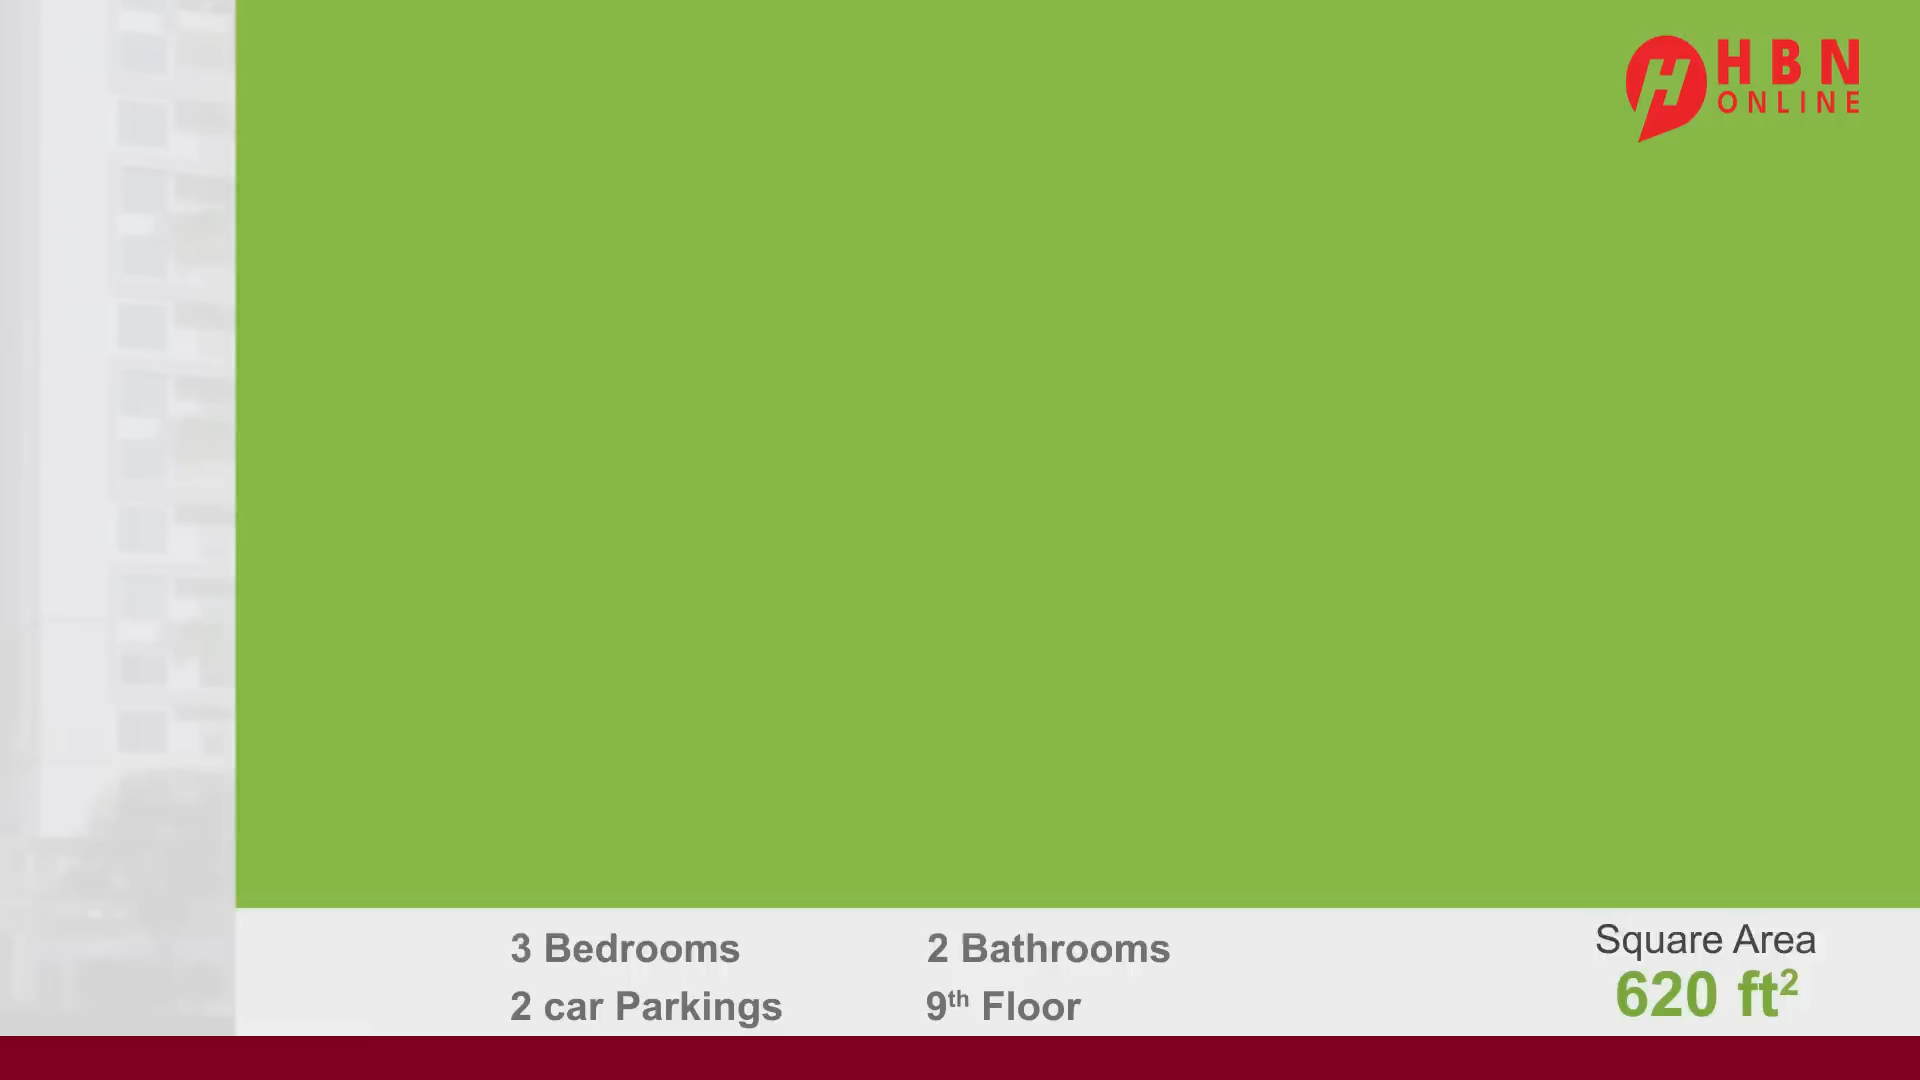 HBN
ONLINE
3 Bedrooms
2 Bathrooms
2 car Parkings
9th Floor
Square Area
620 ft²